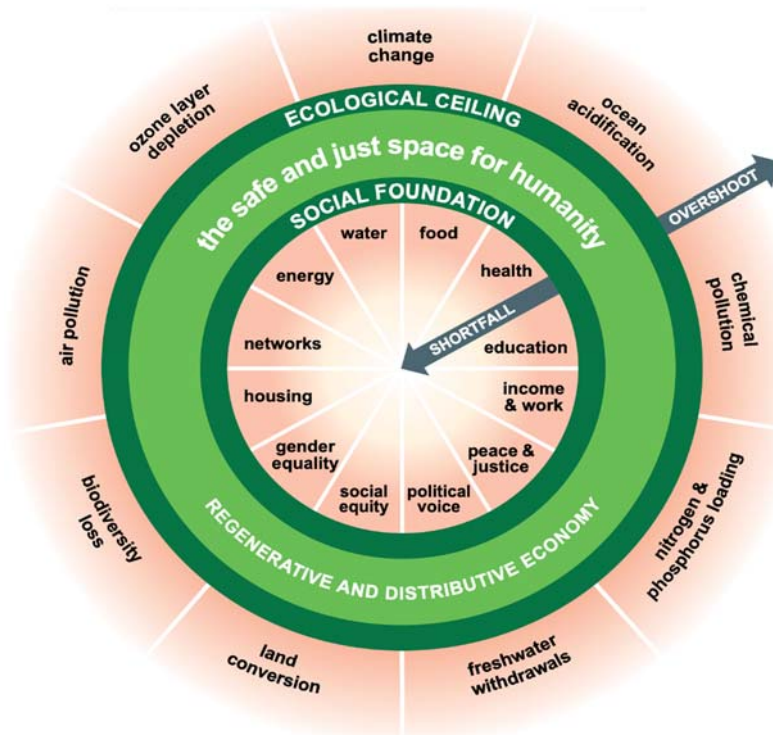 climate
change
ocean
acidification
OVERSHOOT
chemical
pollution
nitrogen &
phosphorus loading
freshwater
withdrawals
land
conversion
biodiversity
loss
air pollution
ozone layer
depletion
ECOLOGICAL CEILING
the safe and just space for humanity
SOCIAL FOUNDATION
water
food
health
SHORTFALL
education
income
& work
peace &
justice
political
voice
social
equity
gender
equality
housing
networks
energy
REGENERATIVE AND DISTRIBUTIVE ECONOMY